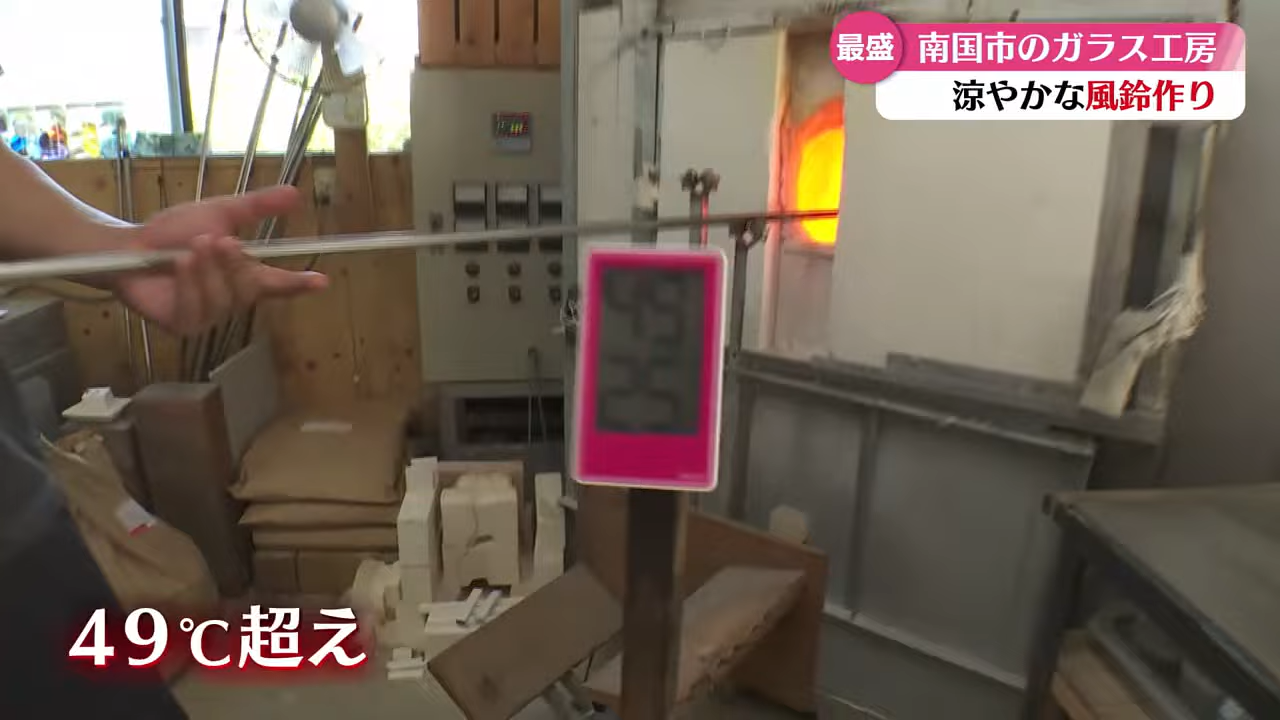 最盛
南国市のガラス工房
涼やかな風鈴作り
49℃超え